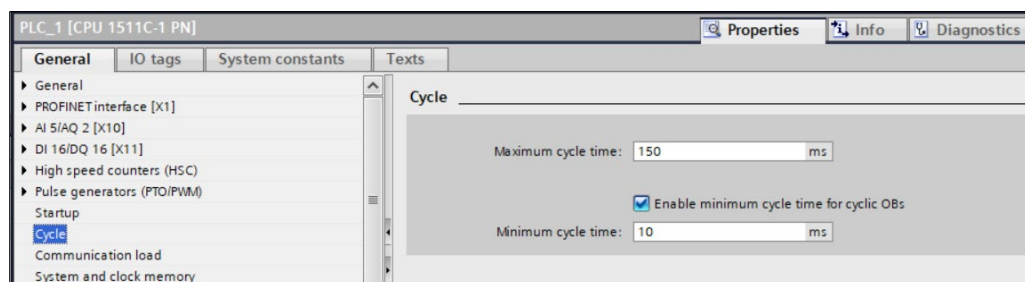 PLC_1 [CPU 1511C-1 PN]
Properties
Info
Diagnostics
General
IO tags
System constants
Texts
General
PROFINET interface [X1]
AI 5/AQ 2 [X10]
DI 16/DQ 16 [X11]
High speed counters (HSC)
Pulse generators (PTO/PWM)
Startup
Cycle
Communication load
System and clock memory
Cycle
Maximum cycle time: 150 ms
Enable minimum cycle time for cyclic OBs
Minimum cycle time: 10 ms